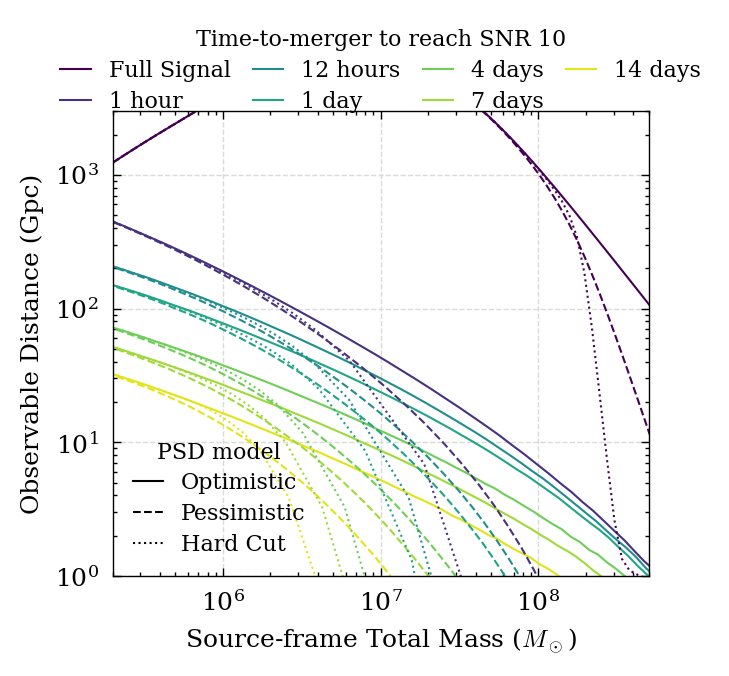 Time-to-merger to reach SNR 10
Full Signal 12 hours 4 days 14 days
1 hour 1 day 7 days
Observable Distance (Gpc)
10³
10²
10¹
10⁰
PSD model
Optimistic
Pessimistic
Hard Cut
10⁶ 10⁷ 10⁸
Source-frame Total Mass (M☉)